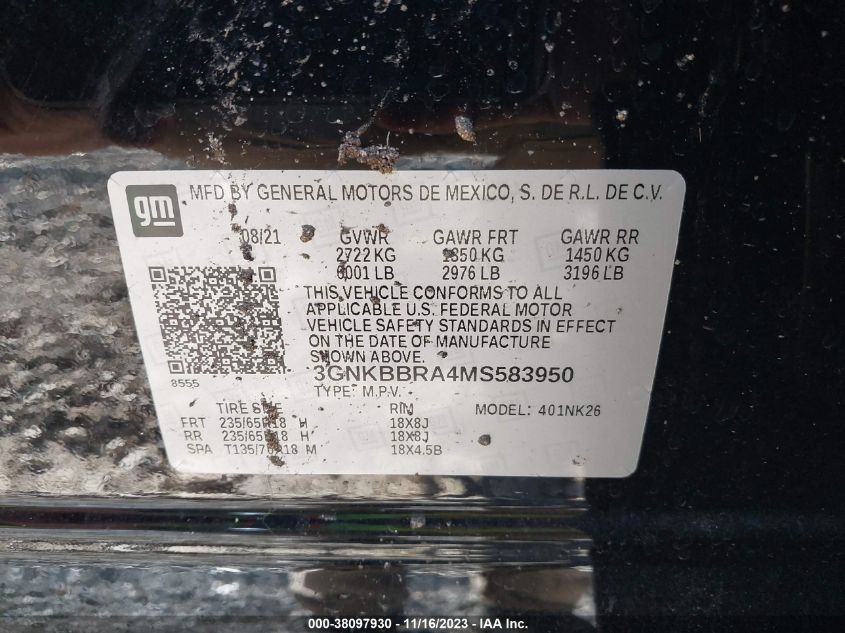 gm
MFD BY GENERAL MOTORS DE MEXICO, S. DE R.L. DE C.V.
08/21 GVWR GAWR FRT GAWR RR
2722 KG 1350 KG 1450 KG
6001 LB 2976 LB 3196 LB
THIS VEHICLE CONFORMS TO ALL
APPLICABLE U.S. FEDERAL MOTOR
VEHICLE SAFETY STANDARDS IN EFFECT
ON THE DATE OF MANUFACTURE
SHOWN ABOVE.
8555
3GNKBBRA4MS583950
TYPE: M.P.V.
TIRE SIZE RIM MODEL: 401NK26
FRT 235/65R18 H 18X8J
RR 235/65R18 H 18X8J
SPA T135/70R18 M 18X4.5B
000-38097930 - 11/16/2023 - IAA Inc.